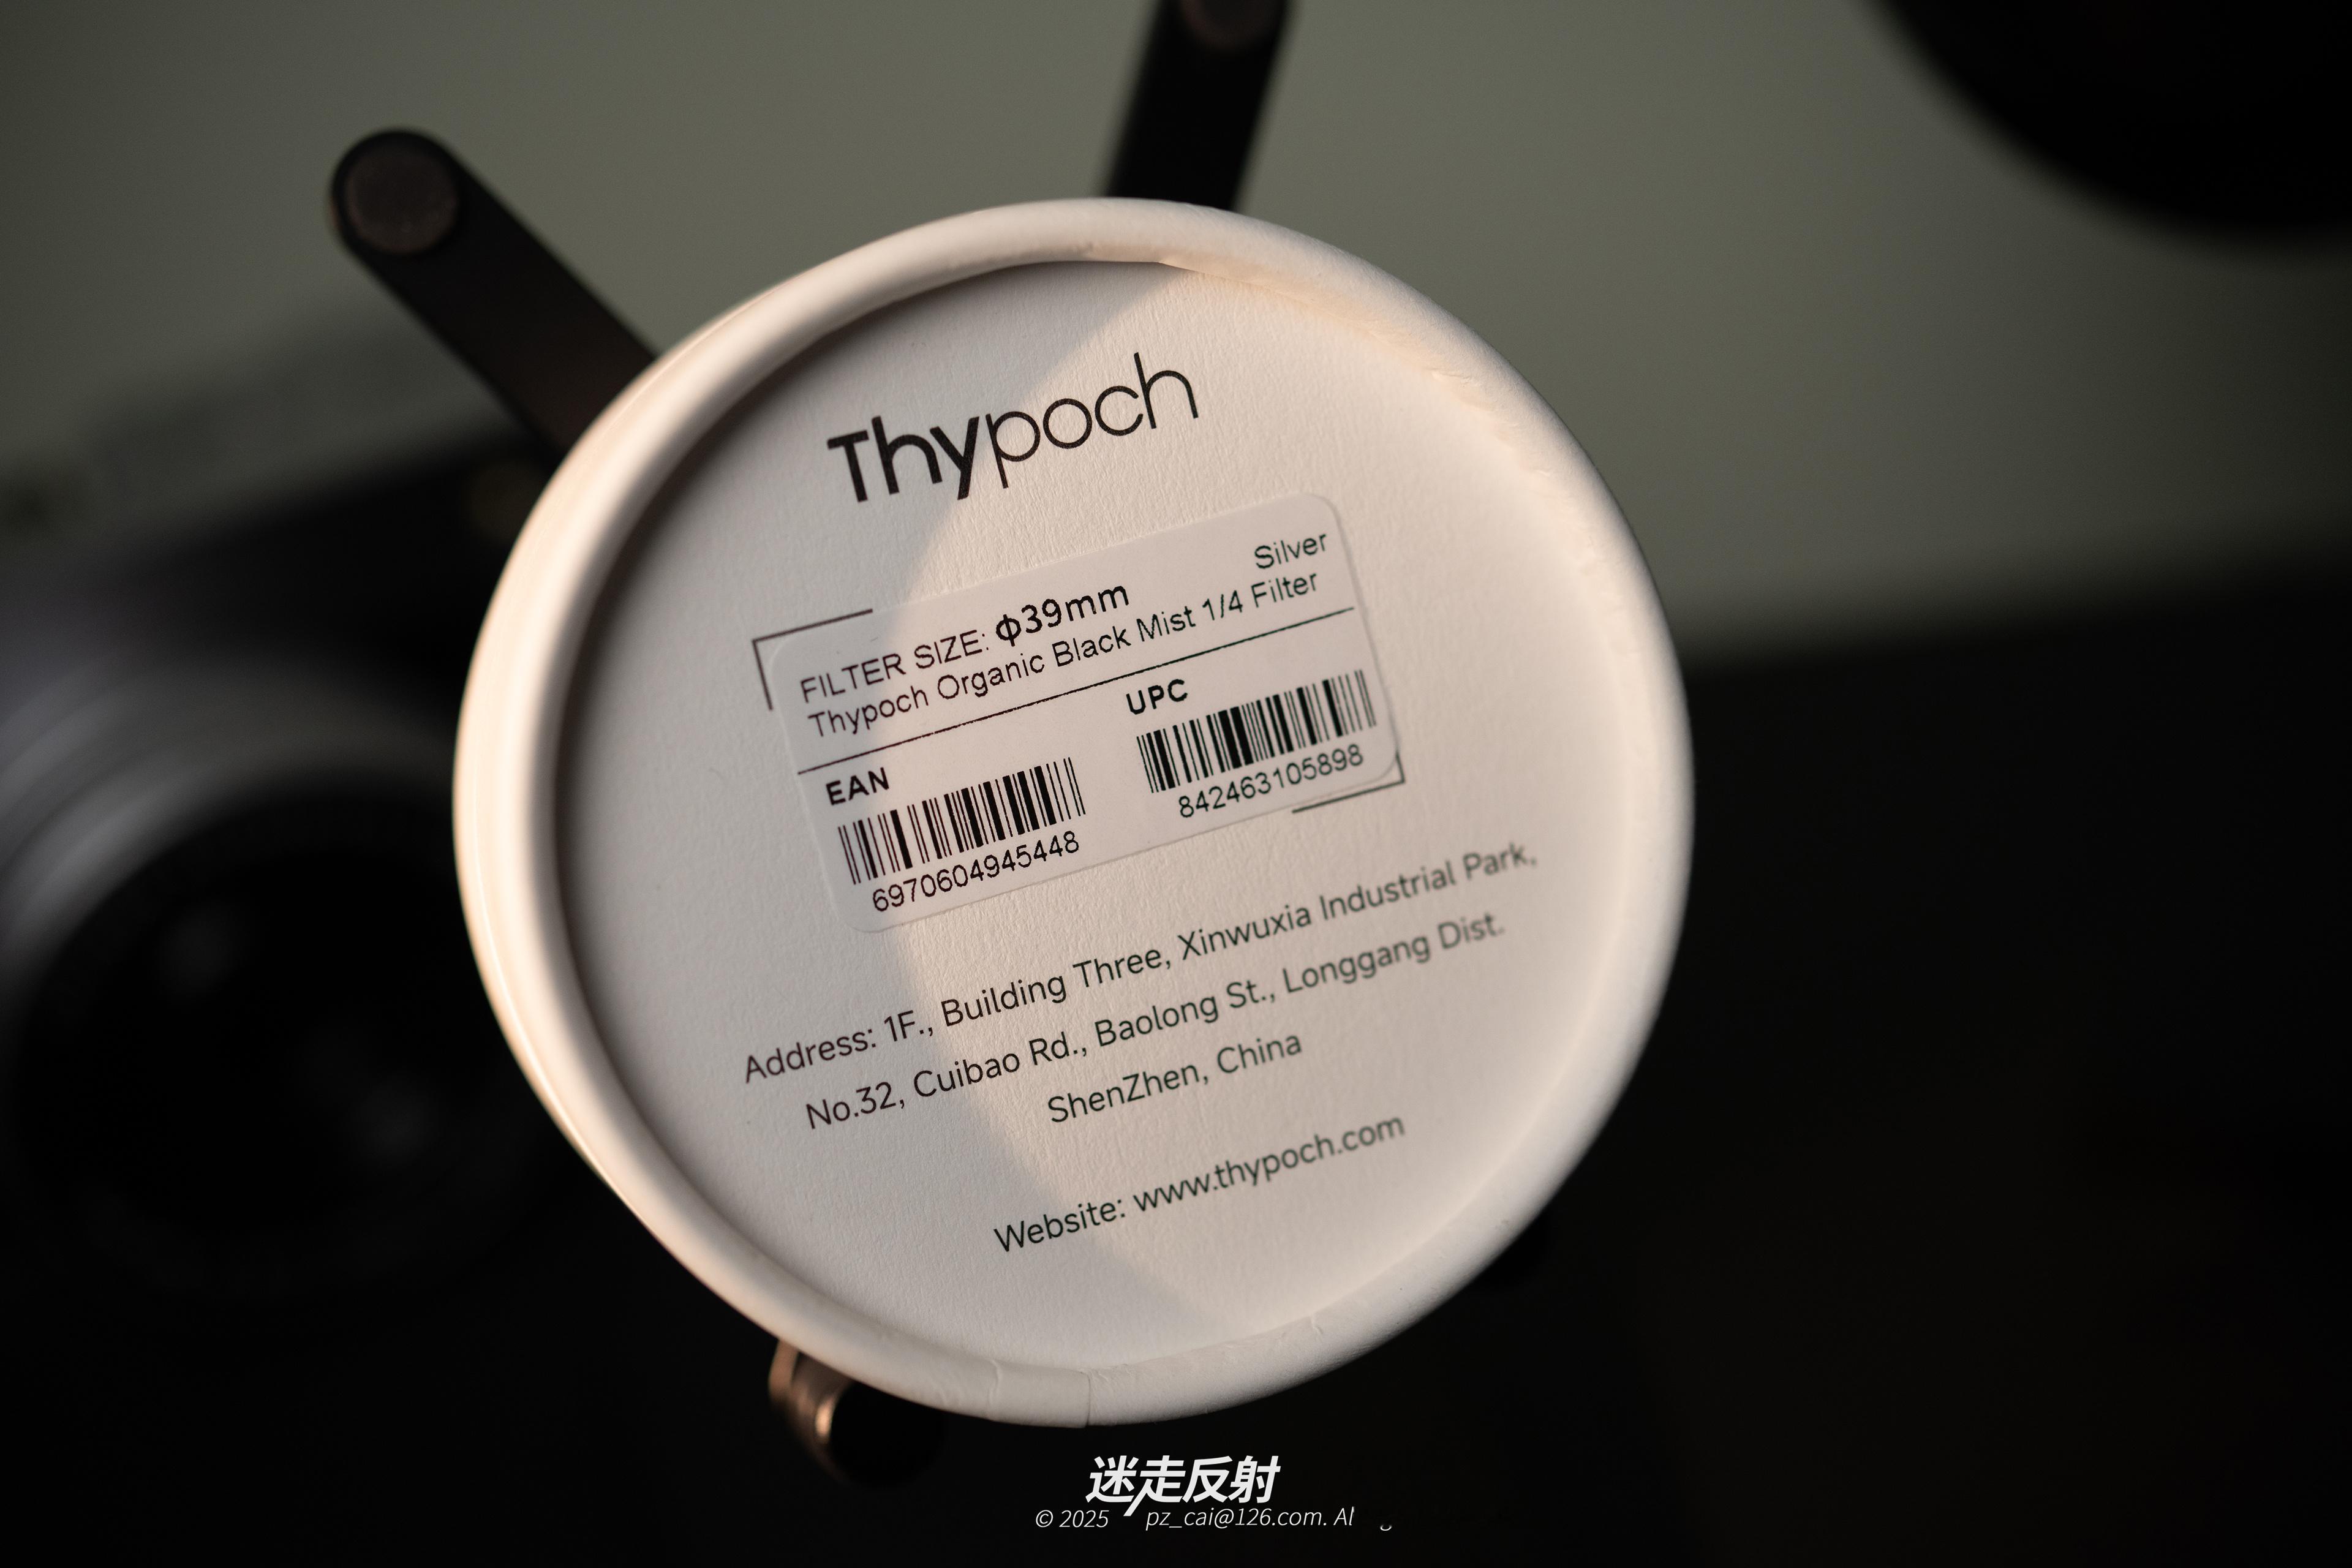 Thypoch
Silver
FILTER SIZE: ф39mm
Thypoch Organic Black Mist 1/4 Filter
EAN
6970604945448
UPC
842463105898
Address: 1F., Building Three, Xinwuxia Industrial Park,
No.32, Cuibao Rd., Baolong St., Longgang Dist.
ShenZhen, China
Website: www.thypoch.com
迷走反射
© 2025 pz_cai@126.com.